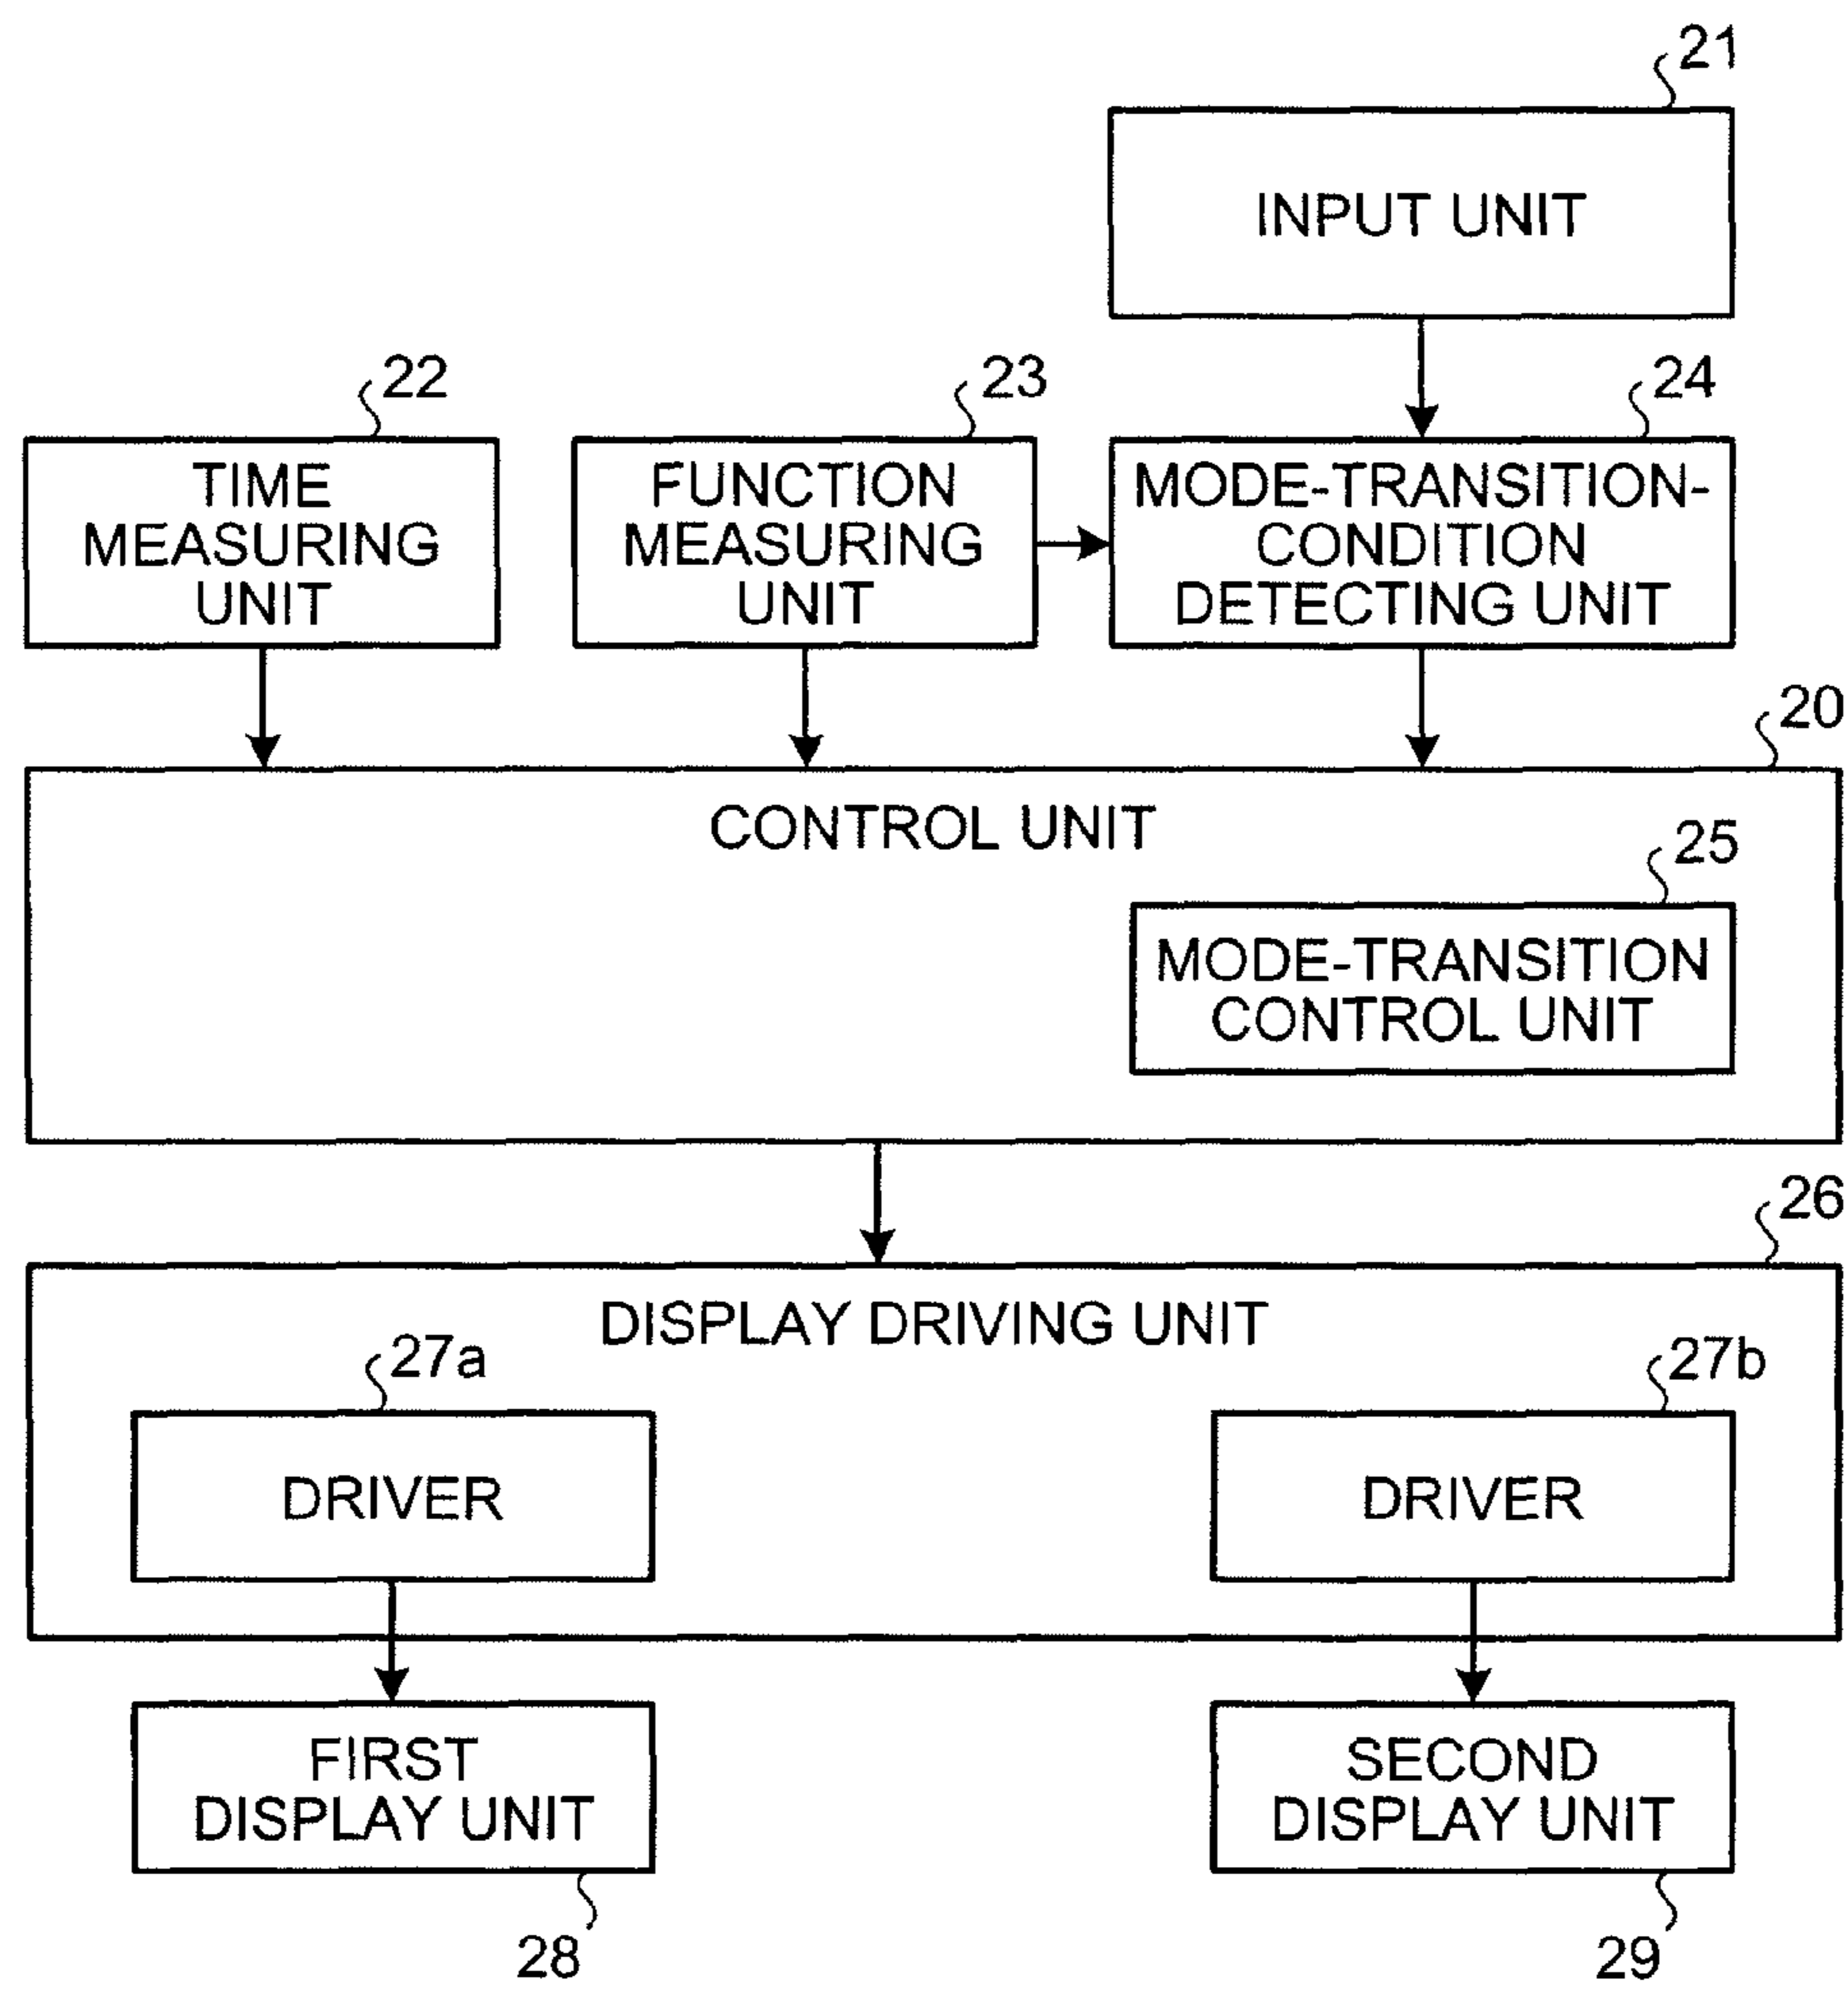 21
INPUT UNIT
22
23
24
TIME
MEASURING
UNIT
FUNCTION
MEASURING
UNIT
MODE-TRANSITION-
CONDITION
DETECTING UNIT
20
CONTROL UNIT
25
MODE-TRANSITION
CONTROL UNIT
26
DISPLAY DRIVING UNIT
27a
27b
DRIVER
DRIVER
FIRST
DISPLAY UNIT
SECOND
DISPLAY UNIT
28
29